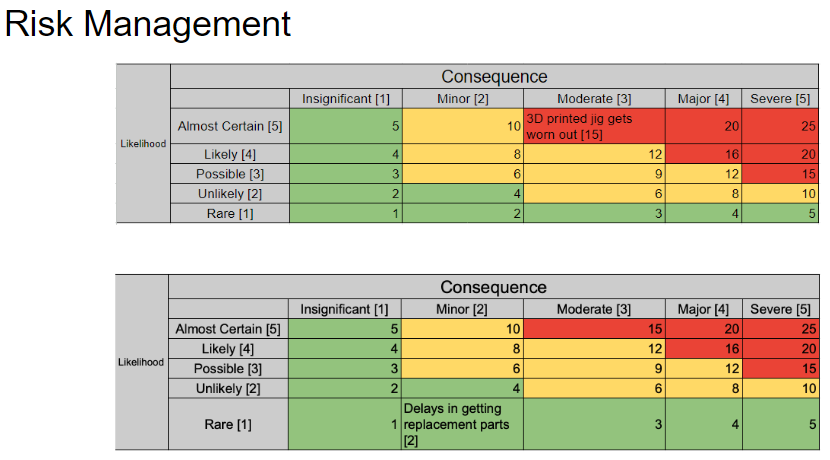 Risk Management
Consequence
Insignificant [1] Minor [2] Moderate [3] Major [4] Severe [5]
Likelihood
Almost Certain [5] 5 10 3D printed jig gets worn out [15] 20 25
Likely [4] 4 8 12 16 20
Possible [3] 3 6 9 12 15
Unlikely [2] 2 4 6 8 10
Rare [1] 1 2 3 4 5
Consequence
Insignificant [1] Minor [2] Moderate [3] Major [4] Severe [5]
Likelihood
Almost Certain [5] 5 10 15 20 25
Likely [4] 4 8 12 16 20
Possible [3] 3 6 9 12 15
Unlikely [2] 2 4 6 8 10
Rare [1] 1 Delays in getting replacement parts [2] 3 4 5